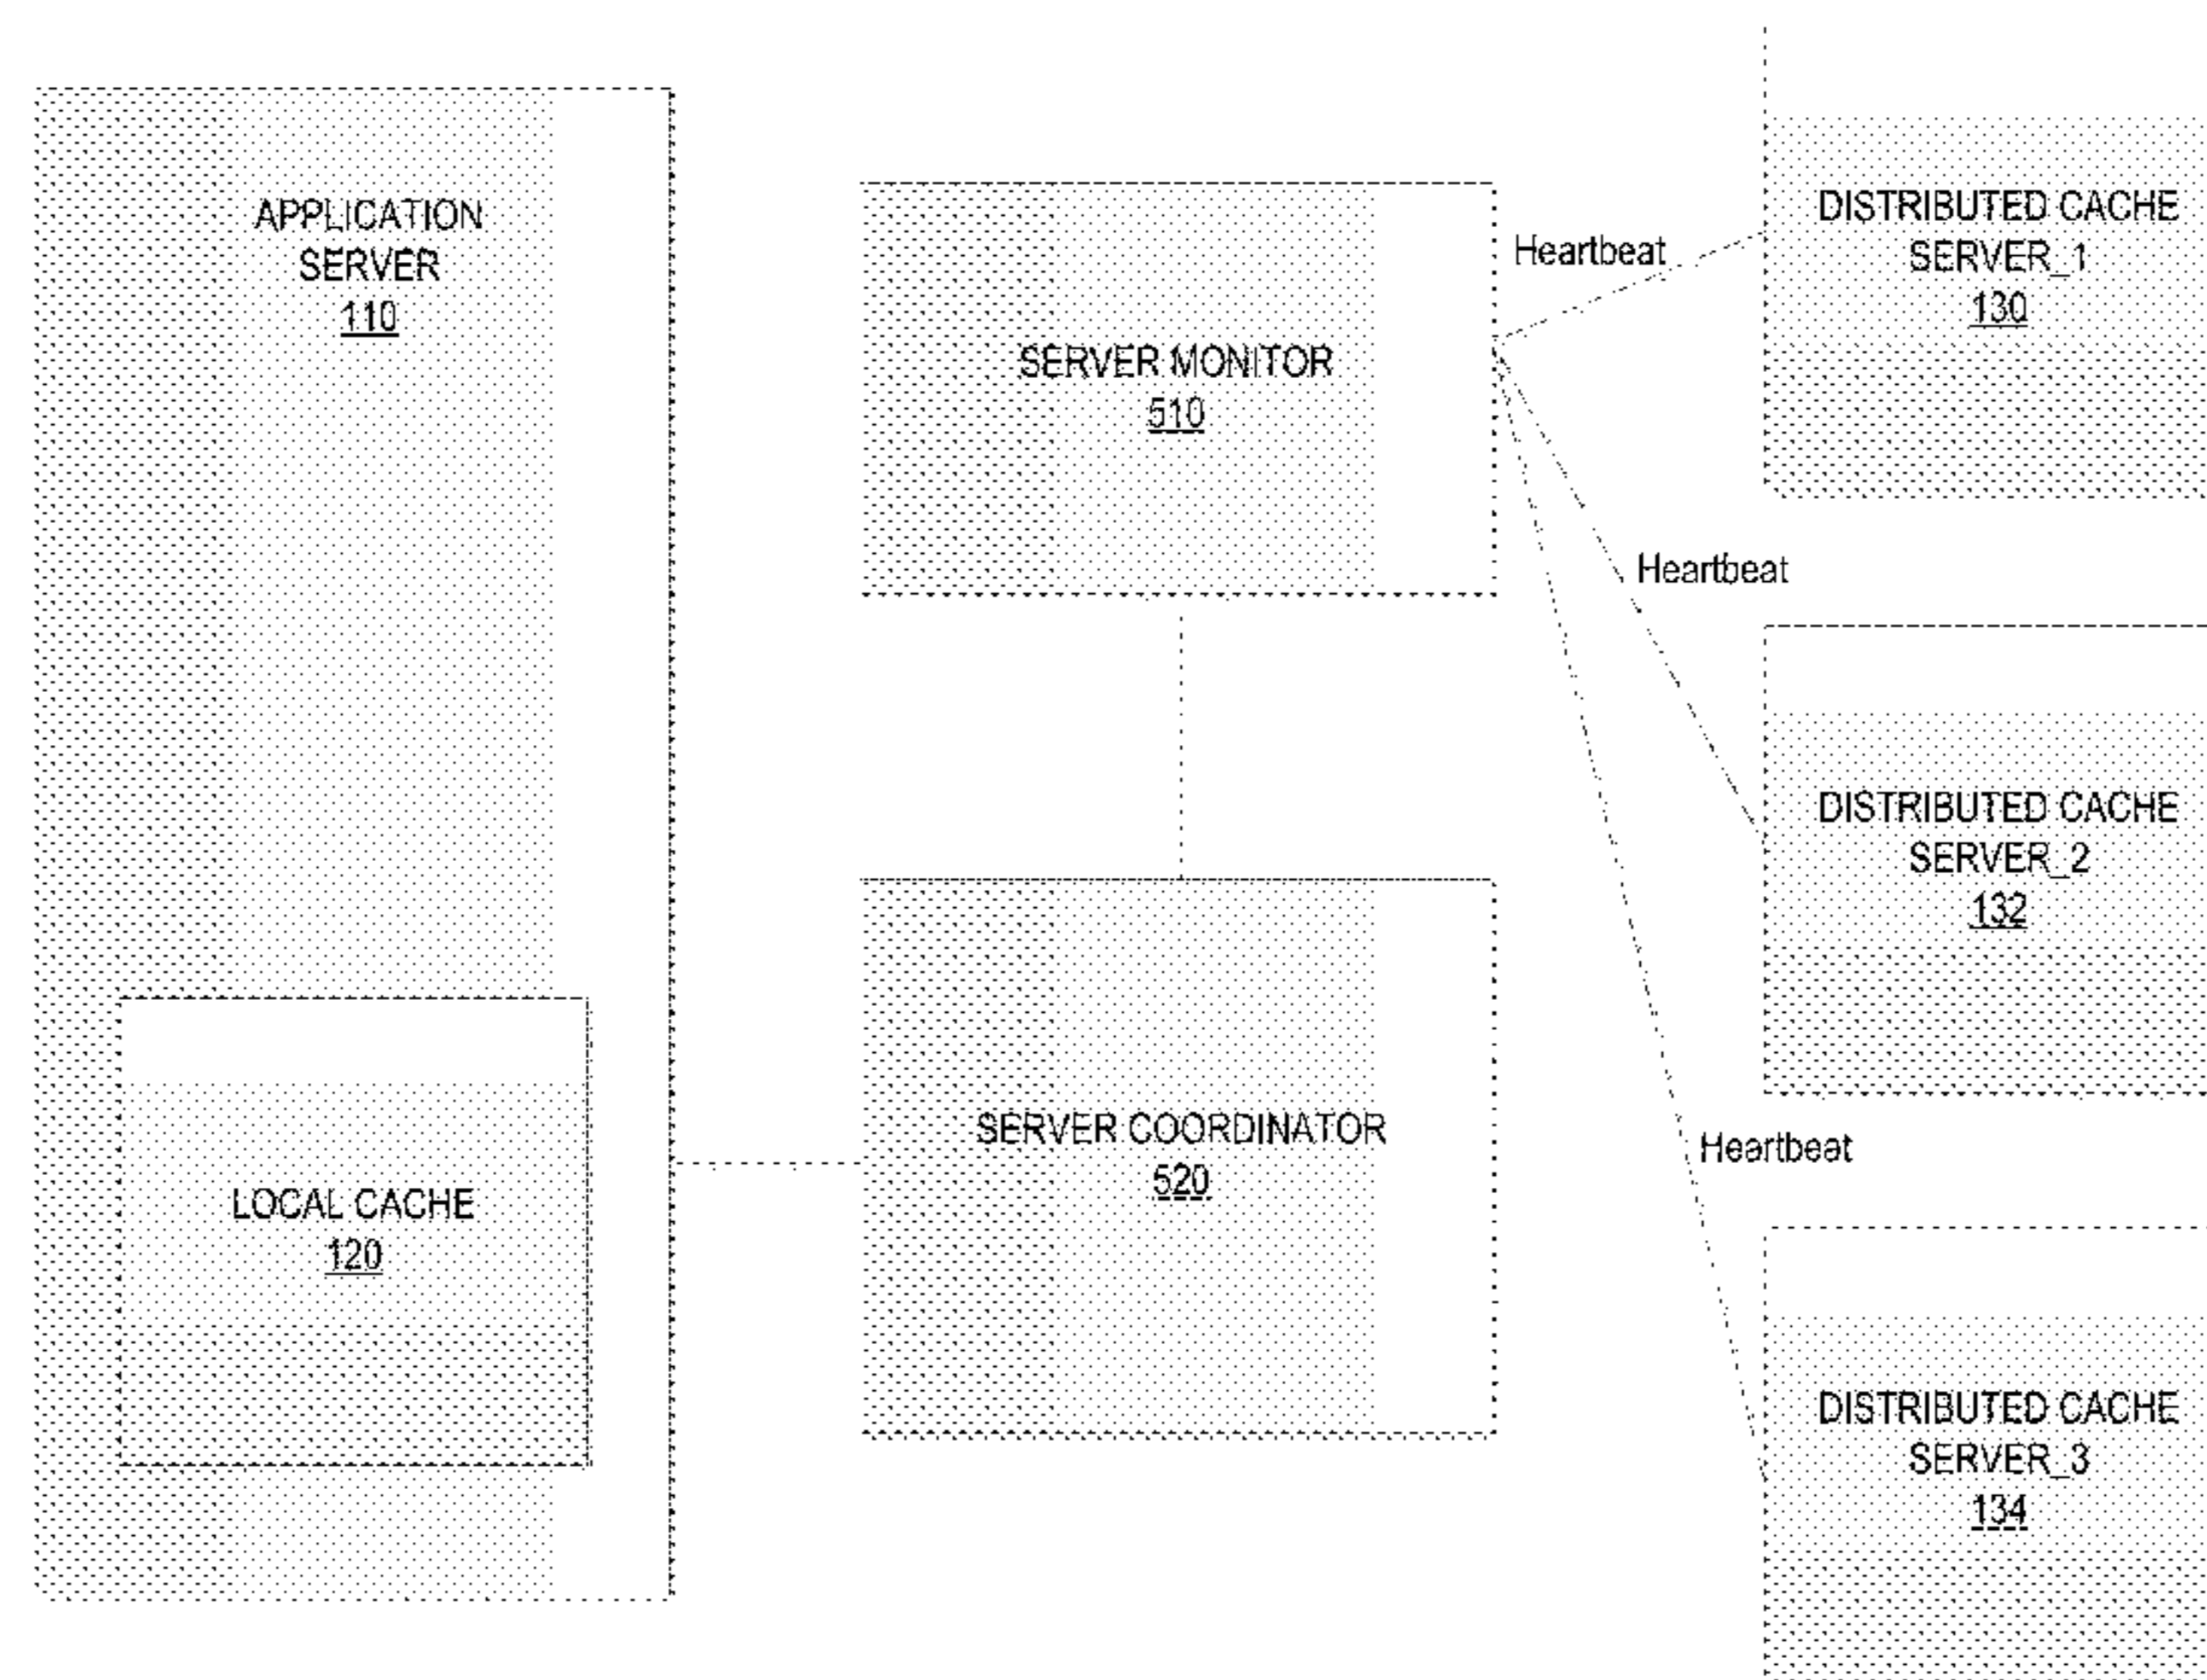 APPLICATION
SERVER
110
LOCAL CACHE
120
SERVER MONITOR
510
SERVER COORDINATOR
520
Heartbeat
Heartbeat
Heartbeat
DISTRIBUTED CACHE
SERVER_1
130
DISTRIBUTED CACHE
SERVER_2
132
DISTRIBUTED CACHE
SERVER_3
134